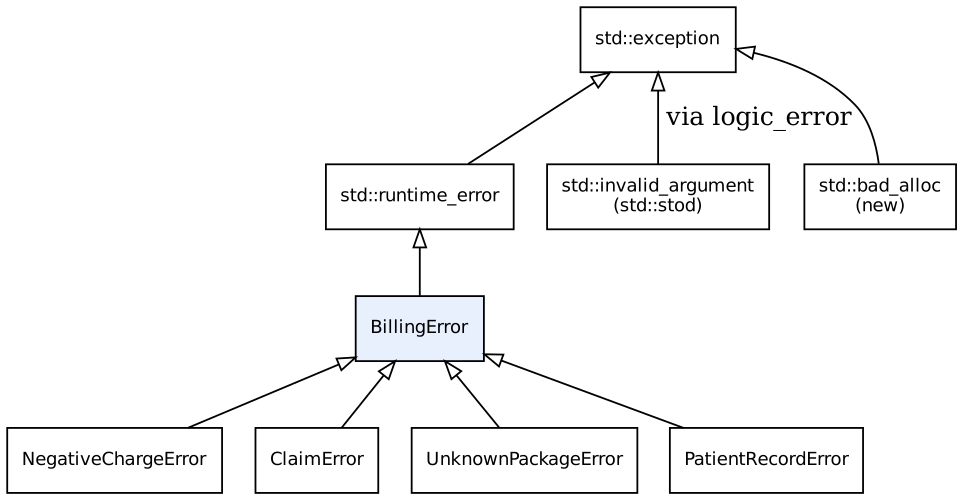 std::exception
via logic_error
std::runtime_error
std::invalid_argument
(std::stod)
std::bad_alloc
(new)
BillingError
NegativeChargeError
ClaimError
UnknownPackageError
PatientRecordError